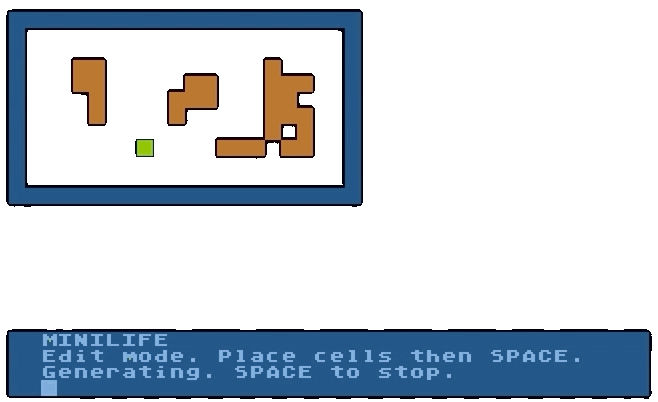 MINILIFE
Edit mode. Place cells then SPACE.
Generating. SPACE to stop.